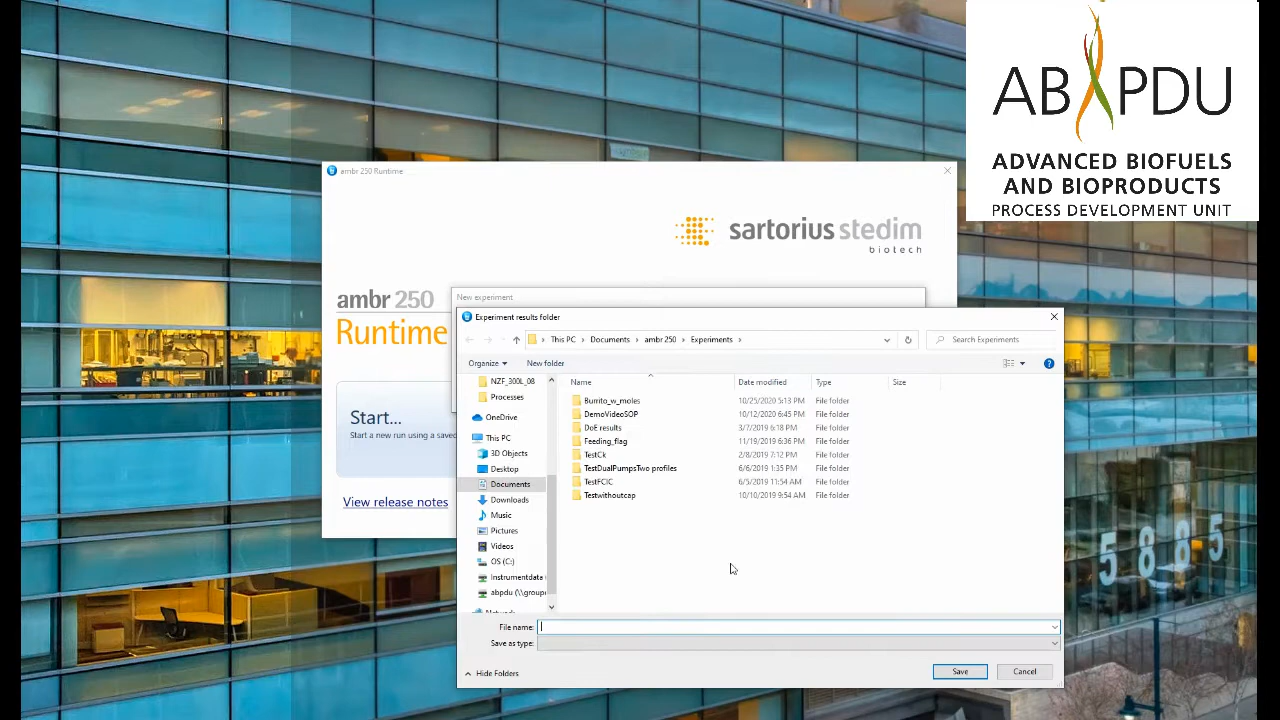 AB PDU
ADVANCED BIOFUELS
AND BIOPRODUCTS
PROCESS DEVELOPMENT UNIT
ambr 250 Runtime
sartorius stedim
biotech
ambr 250
Runtime
New experiment
Start...
Start a new run using a saved
View release notes
Experiment results folder
This PC > Documents > ambr 250 > Experiments >
Search Experiments
Organize
New folder
NZF_300L_08
Processes
OneDrive
This PC
3D Objects
Desktop
Documents
Downloads
Music
Pictures
Videos
OS (C:)
Instrumentdata
abpdu (\\group
Network
Name Date modified Type Size
Burrito_w_moles 10/25/2020 5:13 PM File folder
DemoVideoSOP 10/12/2020 6:45 PM File folder
DoE results 3/7/2019 6:18 PM File folder
Feeding_flag 11/19/2019 6:36 PM File folder
TestCk 2/8/2019 7:12 PM File folder
TestDualPumpsTwo profiles 6/6/2019 1:35 PM File folder
TestFCIC 6/5/2019 11:54 AM File folder
Testwithoutcap 10/10/2019 9:54 AM File folder
File name:
Save as type:
Hide Folders
Save
Cancel
5885